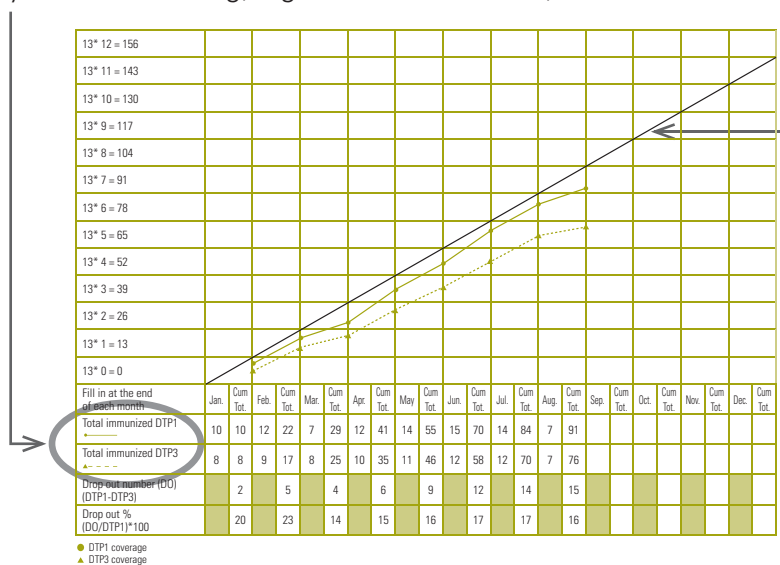 13* 12 = 156
13* 11 = 143
13* 10 = 130
13* 9 = 117
13* 8 = 104
13* 7 = 91
13* 6 = 78
13* 5 = 65
13* 4 = 52
13* 3 = 39
13* 2 = 26
13* 1 = 13
13* 0 = 0
Fill in at the end of each month Jan. Cum Tot. Feb. Cum Tot. Mar. Cum Tot. Apr. Cum Tot. May Cum Tot. Jun. Cum Tot. Jul. Cum Tot. Aug. Cum Tot. Sep. Cum Tot. Oct. Cum Tot. Nov. Cum Tot. Dec. Cum Tot.
Total immunized DTP1 10 10 12 22 7 29 12 41 14 55 15 70 14 84 7 91
Total immunized DTP3 8 8 9 17 8 25 10 35 11 46 12 58 12 70 7 76
Drop out number (DO) (DTP1-DTP3) 2 5 4 6 9 12 14 15
Drop out % (DO/DTP1)*100 20 23 14 15 16 17 17 16
DTP1 coverage
DTP3 coverage